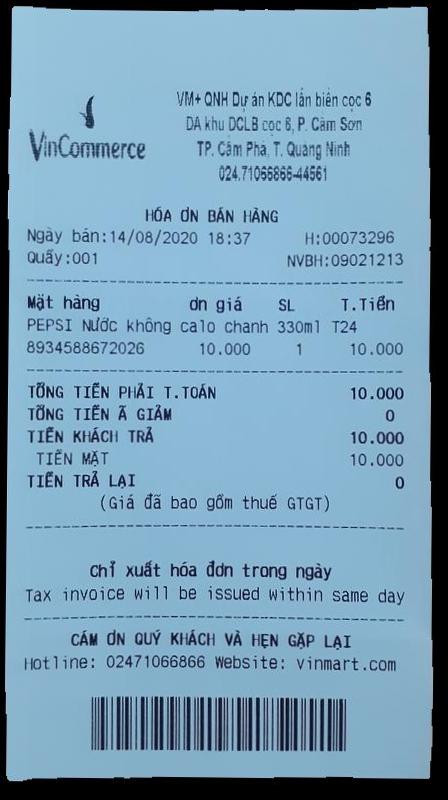 VM+ QNH Dự án KDC lấn biển cọc 6
DA khu DCLB cọc 6, P. Cẩm Sơn
VinCommerce
TP. Cẩm Phả, T. Quảng Ninh
024.71066866-44561
HÓA ƠN BÁN HÀNG
Ngày bán:14/08/2020 18:37 H:00073296
Quầy:001 NVBH:09021213
Mặt hàng ơn giá SL T.Tiền
PEPSI Nước không calo chanh 330ml T24
8934588672026 10.000 1 10.000
TỔNG TIỀN PHẢI T.TOÁN 10.000
TỔNG TIỀN Ã GIẢM 0
TIỀN KHÁCH TRẢ 10.000
TIỀN MẶT 10.000
TIỀN TRẢ LẠI 0
(Giá đã bao gồm thuế GTGT)
Chỉ xuất hóa đơn trong ngày
Tax invoice will be issued within same day
CÁM ƠN QUÝ KHÁCH VÀ HẸN GẶP LẠI
Hotline: 02471066866 Website: vinmart.com